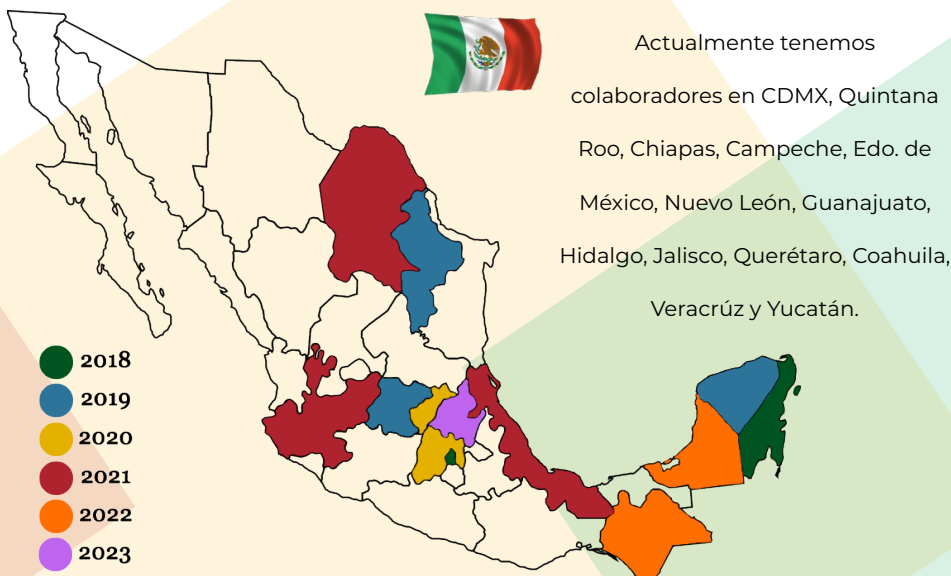 Actualmente tenemos
colaboradores en CDMX, Quintana
Roo, Chiapas, Campeche, Edo. de
México, Nuevo León, Guanajuato,
Hidalgo, Jalisco, Querétaro, Coahuila,
Veracrúz y Yucatán.
2018
2019
2020
2021
2022
2023